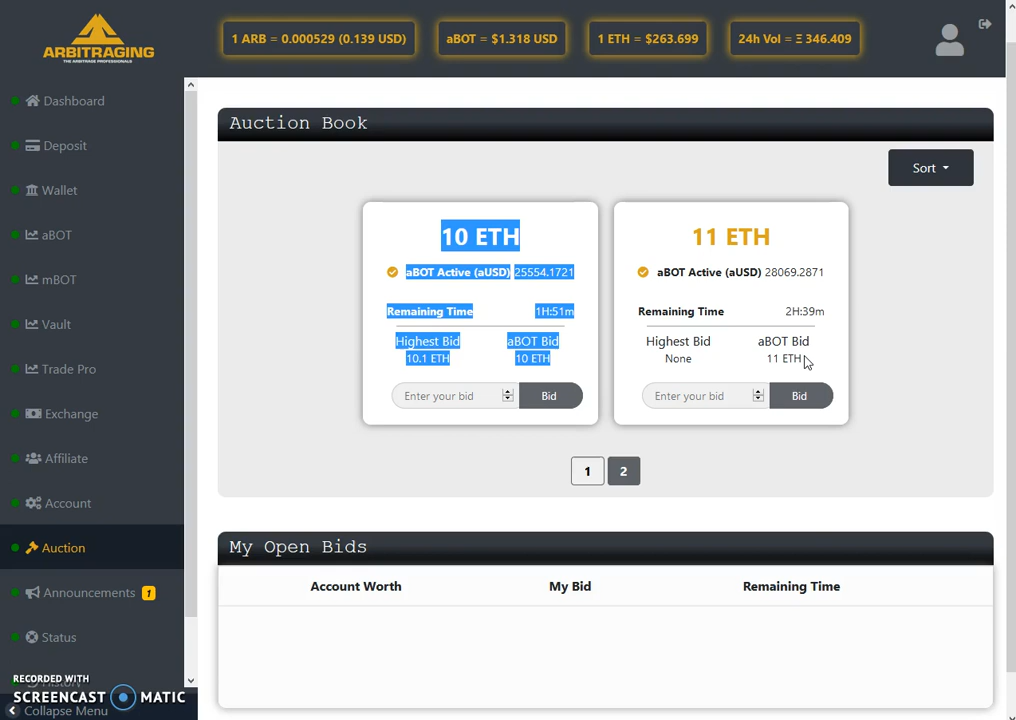 ARBITRAGING
THE ARBITRAGE PROFESSIONALS
1 ARB = 0.000529 (0.139 USD)
aBOT = $1.318 USD
1 ETH = $263.699
24h Vol = Ξ 346.409
Dashboard
Deposit
Wallet
aBOT
mBOT
Vault
Trade Pro
Exchange
Affiliate
Account
Auction
Announcements 1
Status
History
Collapse Menu
RECORDED WITH
SCREENCAST MATIC
Auction Book
Sort
10 ETH
aBOT Active (aUSD) 25554.1721
Remaining Time 1H:51m
Highest Bid aBOT Bid
10.1 ETH 10 ETH
Enter your bid Bid
11 ETH
aBOT Active (aUSD) 28069.2871
Remaining Time 2H:39m
Highest Bid aBOT Bid
None 11 ETH
Enter your bid Bid
1 2
My Open Bids
Account Worth My Bid Remaining Time